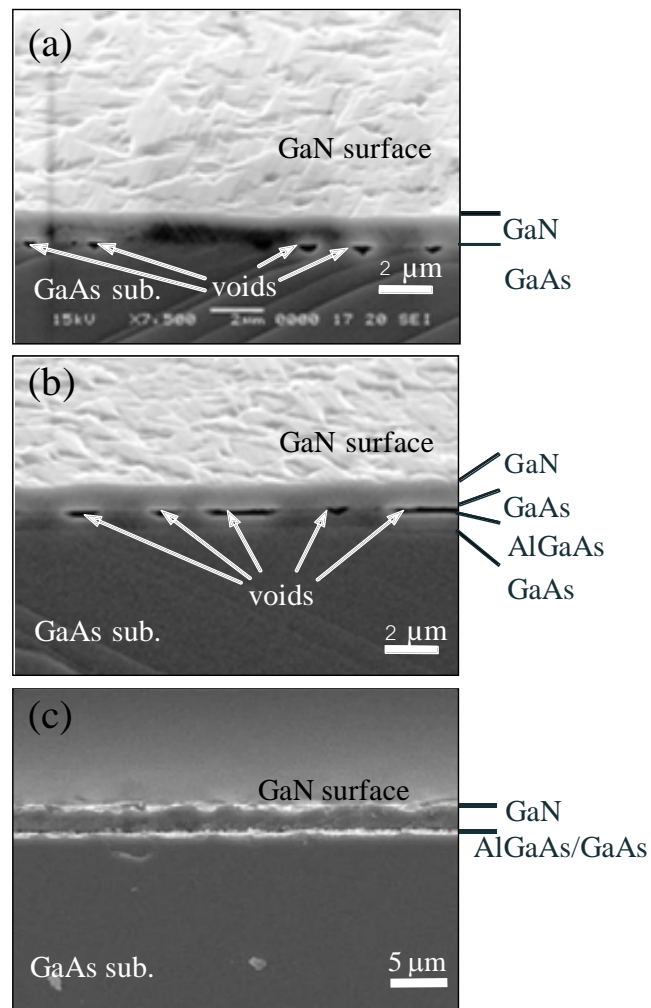 (a)
GaN surface
GaN
GaAs
GaAs sub.
voids
2 μm
15kV X7,500 2μm 0000 17 20 SEI
(b)
GaN surface
GaN
GaAs
AlGaAs
GaAs
voids
GaAs sub.
2 μm
(c)
GaN surface
GaN
AlGaAs/GaAs
GaAs sub.
5 μm